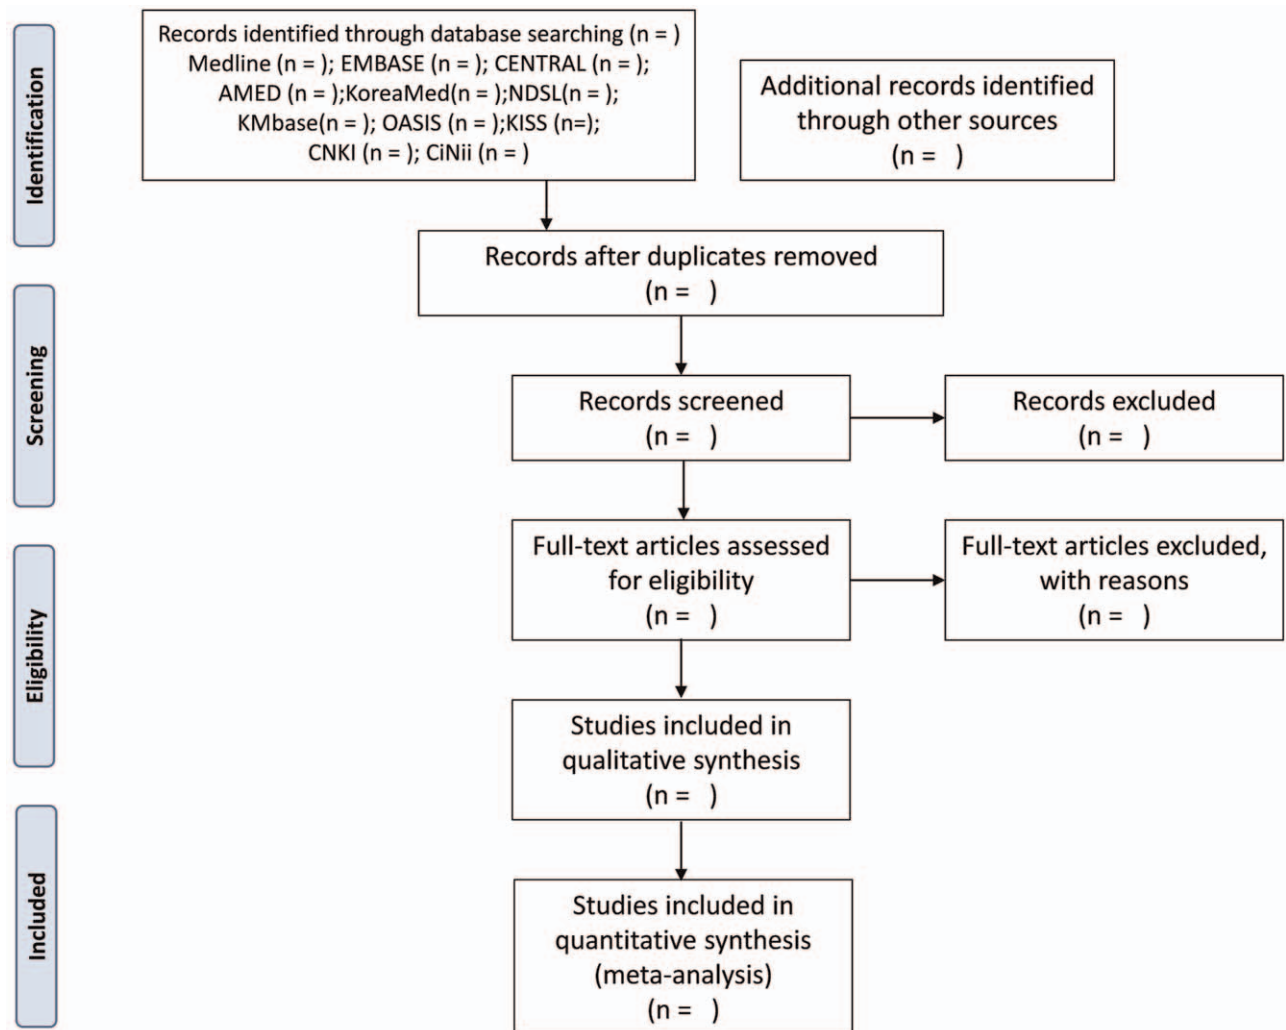 Identification
Records identified through database searching (n = )
Medline (n = ); EMBASE (n = ); CENTRAL (n = );
AMED (n = );KoreaMed(n = );NDSL(n = );
KMbase(n = ); OASIS (n = );KISS (n=);
CNKI (n = ); CiNii (n = )
Additional records identified
through other sources
(n = )
Records after duplicates removed
(n = )
Screening
Records screened
(n = )
Records excluded
(n = )
Eligibility
Full-text articles assessed
for eligibility
(n = )
Full-text articles excluded,
with reasons
(n = )
Studies included in
qualitative synthesis
(n = )
Included
Studies included in
quantitative synthesis
(meta-analysis)
(n = )